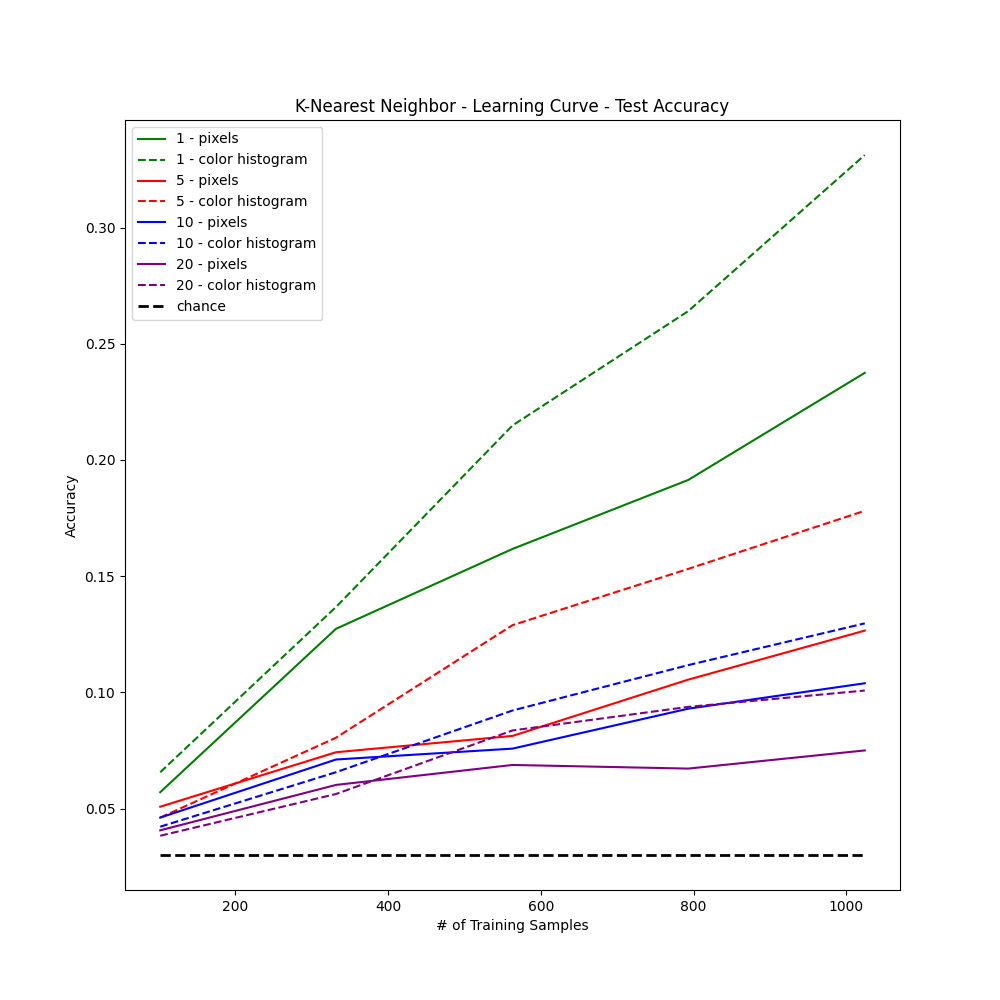 K-Nearest Neighbor - Learning Curve - Test Accuracy
1 - pixels
1 - color histogram
5 - pixels
5 - color histogram
10 - pixels
10 - color histogram
20 - pixels
20 - color histogram
chance
0.30
0.25
0.20
0.15
0.10
0.05
Accuracy
200 400 600 800 1000
# of Training Samples